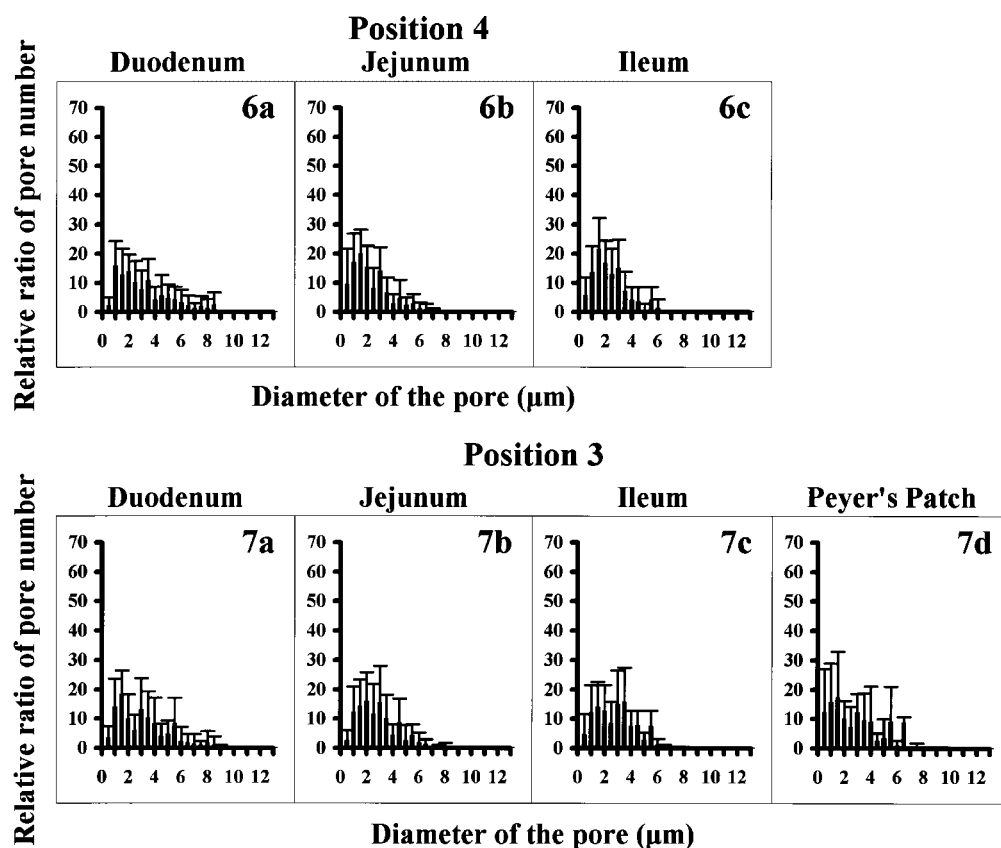 Position 4
Duodenum Jejunum Ileum
6a 6b 6c
Relative ratio of pore number
70 70 70
60 60 60
50 50 50
40 40 40
30 30 30
20 20 20
10 10 10
0 0 0
0 2 4 6 8 10 12 0 2 4 6 8 10 12 0 2 4 6 8 10 12
Diameter of the pore (μm)
Position 3
Duodenum Jejunum Ileum Peyer's Patch
7a 7b 7c 7d
Relative ratio of pore number
70 70 70 70
60 60 60 60
50 50 50 50
40 40 40 40
30 30 30 30
20 20 20 20
10 10 10 10
0 0 0 0
0 2 4 6 8 10 12 0 2 4 6 8 10 12 0 2 4 6 8 10 12 0 2 4 6 8 10 12
Diameter of the pore (μm)